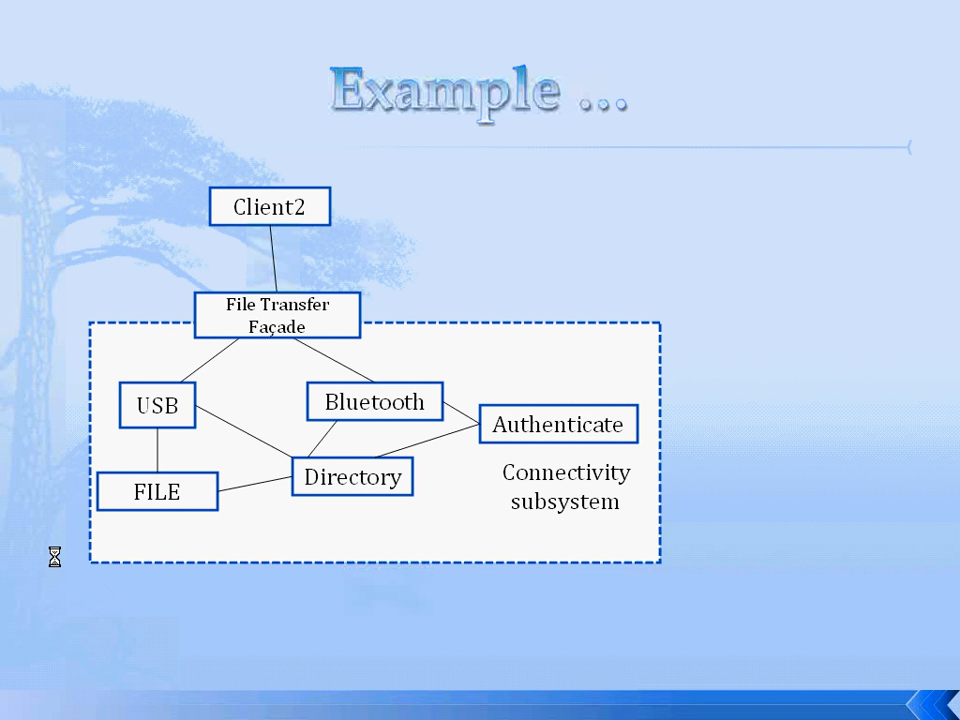 Example ...
Client2
File Transfer
Façade
USB
Bluetooth
Authenticate
Directory
FILE
Connectivity
subsystem